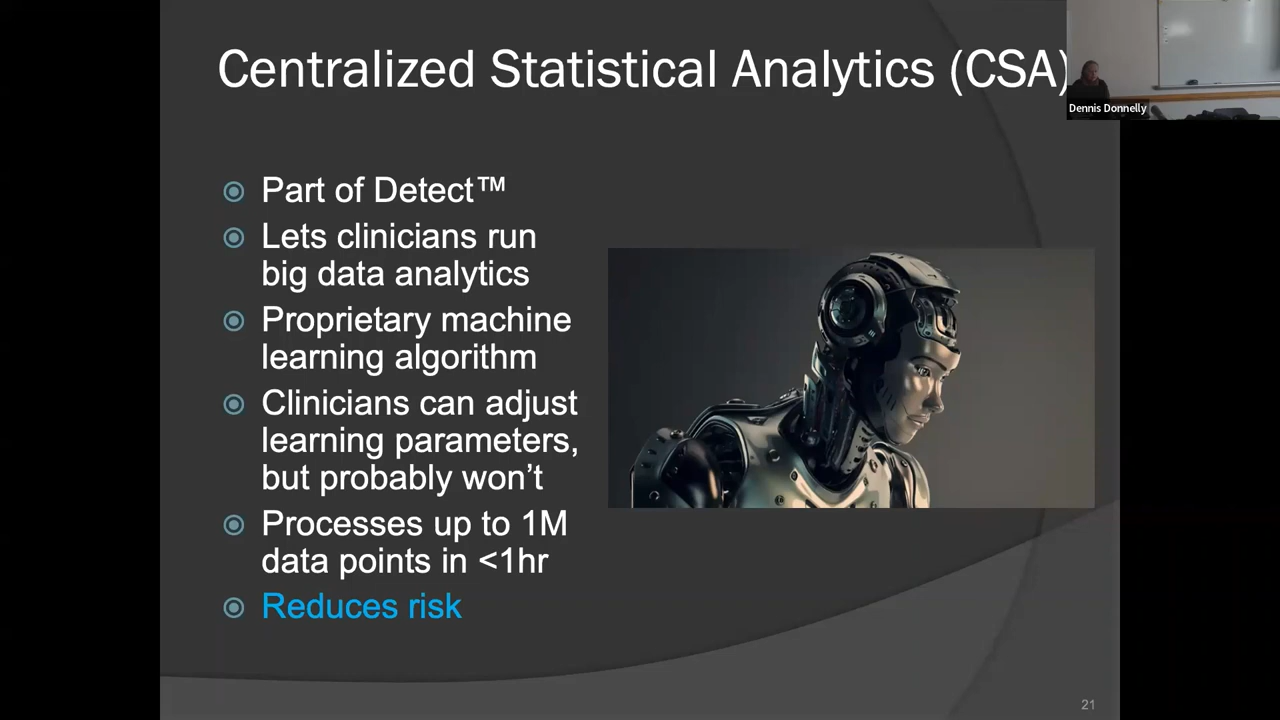 Centralized Statistical Analytics (CSA)
Dennis Donnelly
Part of Detect™
Lets clinicians run
big data analytics
Proprietary machine
learning algorithm
Clinicians can adjust
learning parameters,
but probably won’t
Processes up to 1M
data points in <1hr
Reduces risk
21